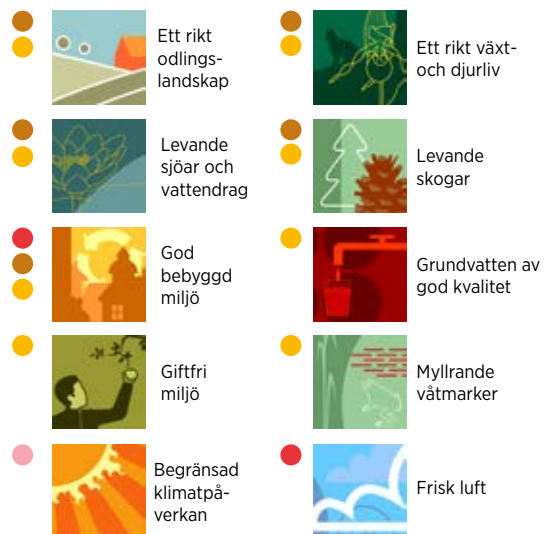 Ett rikt
odlings-
landskap
Ett rikt växt-
och djurliv
Levande
sjöar och
vattendrag
Levande
skogar
God
bebyggd
miljö
Grundvatten av
god kvalitet
Giftfri
miljö
Myllrande
våtmarker
Begränsad
klimatpå-
verkan
Frisk luft